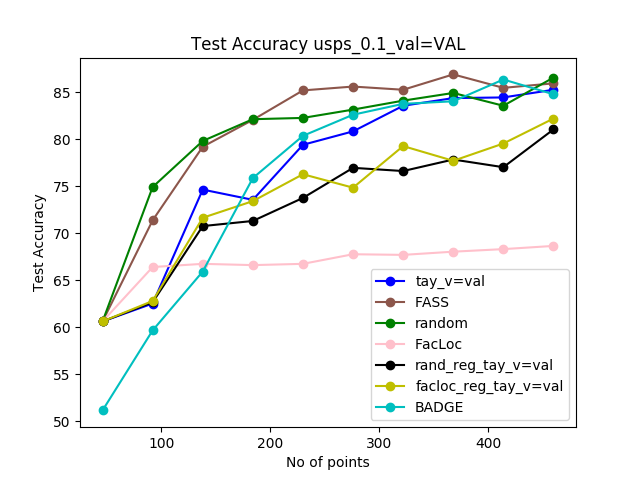 Test Accuracy usps_0.1_val=VAL
Test Accuracy
85
80
75
70
65
60
55
50
100 200 300 400
No of points
tay_v=val
FASS
random
FacLoc
rand_reg_tay_v=val
facloc_reg_tay_v=val
BADGE